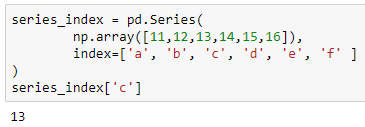 series_index = pd.Series(
        np.array([11,12,13,14,15,16]),
        index=['a', 'b', 'c', 'd', 'e', 'f' ]
)
series_index['c']
13